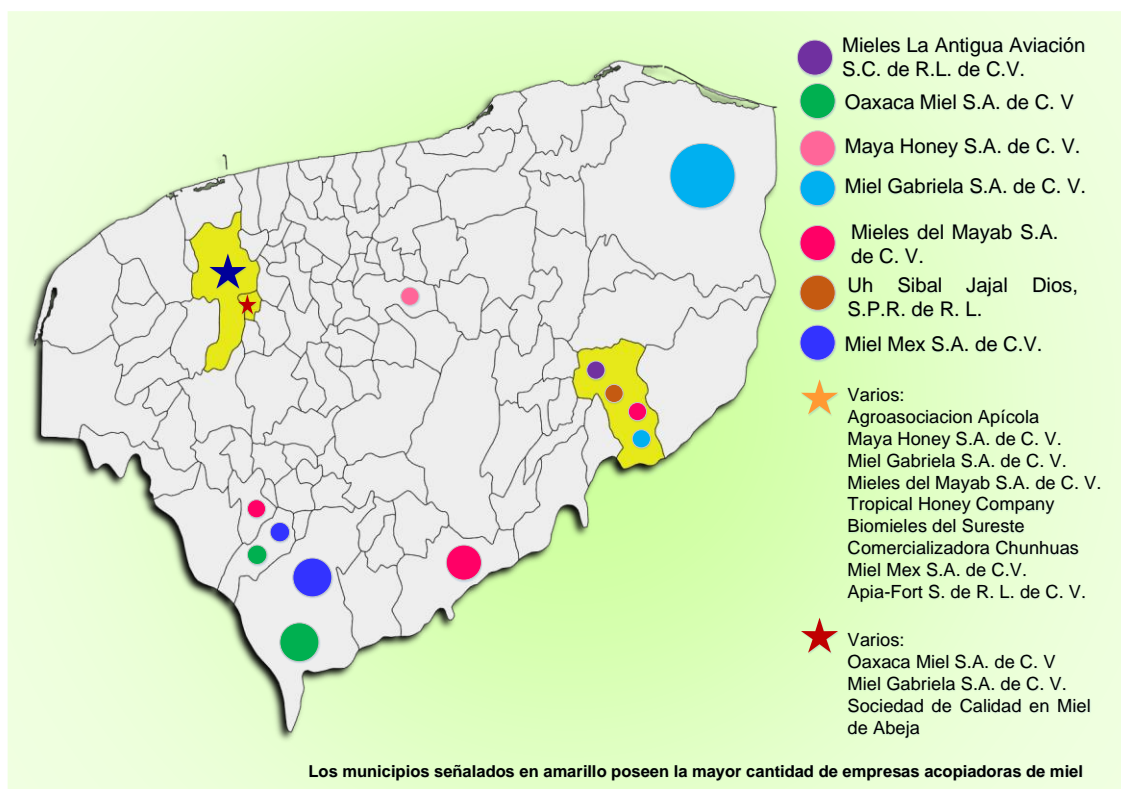 Mieles La Antigua Aviación
S.C. de R.L. de C.V.
Oaxaca Miel S.A. de C. V
Maya Honey S.A. de C. V.
Miel Gabriela S.A. de C. V.
Mieles del Mayab S.A.
de C. V.
Uh Sibal Jajal Dios,
S.P.R. de R. L.
Miel Mex S.A. de C.V.
Varios:
Agroasociacion Apícola
Maya Honey S.A. de C. V.
Miel Gabriela S.A. de C. V.
Mieles del Mayab S.A. de C. V.
Tropical Honey Company
Biomieles del Sureste
Comercializadora Chunhuas
Miel Mex S.A. de C.V.
Apia-Fort S. de R. L. de C. V.
Varios:
Oaxaca Miel S.A. de C. V
Miel Gabriela S.A. de C. V.
Sociedad de Calidad en Miel
de Abeja
Los municipios señalados en amarillo poseen la mayor cantidad de empresas acopiadoras de miel